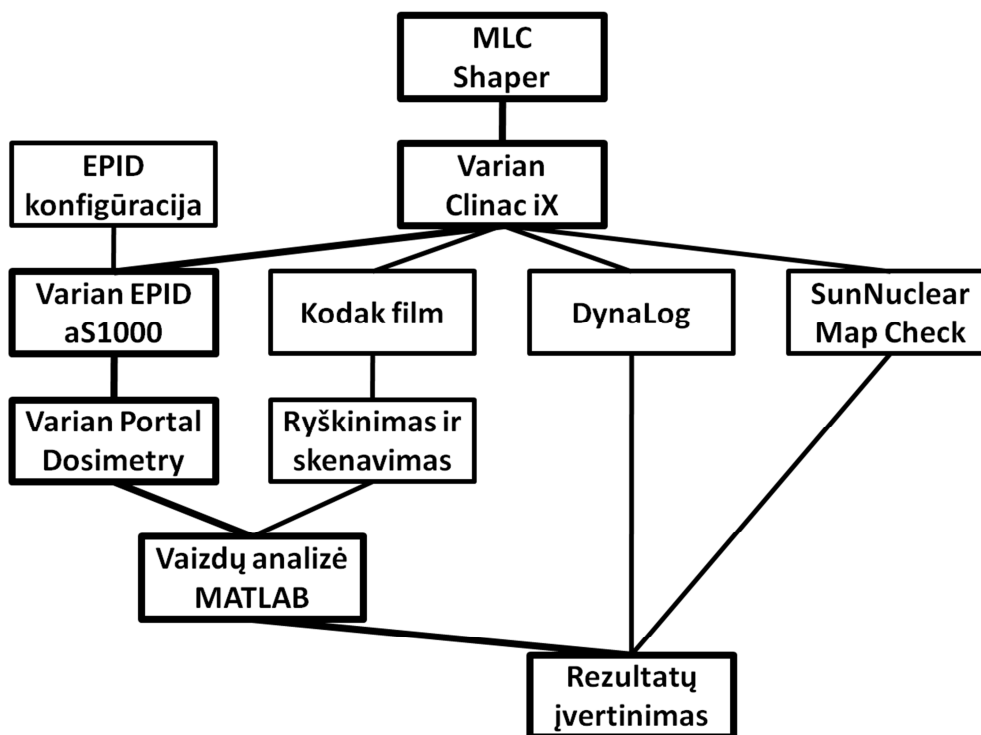 MLC
Shaper
EPID
konfigūracija
Varian
Clinac iX
Varian EPID
aS1000
Kodak film
DynaLog
SunNuclear
Map Check
Varian Portal
Dosimetry
Ryškinimas ir
skenavimas
Vaizdų analizė
MATLAB
Rezultatų
įvertinimas